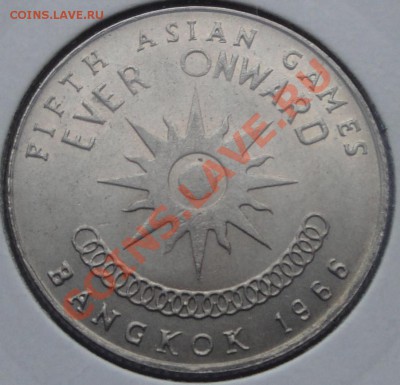 COINS.LAVE.RU
FIFTH ASIAN GAMES
EVER ONWARD
BANGKOK 1966
COINS.LAVE.RU